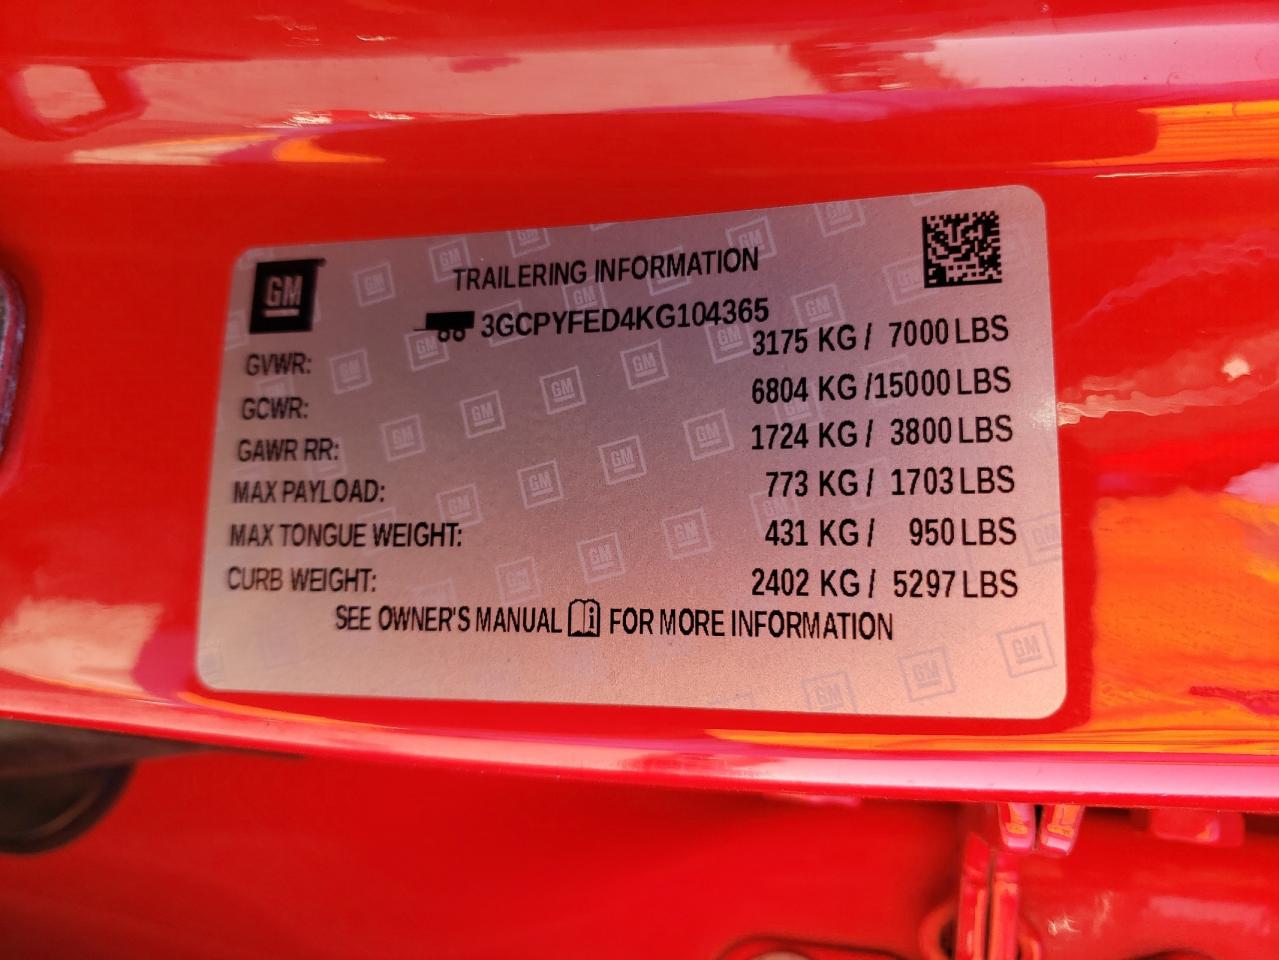 GM
TRAILERING INFORMATION
3GCPYFED4KG104365
GVWR: 3175 KG / 7000 LBS
GCWR: 6804 KG /15000 LBS
GAWR RR: 1724 KG / 3800 LBS
MAX PAYLOAD: 773 KG / 1703 LBS
MAX TONGUE WEIGHT: 431 KG / 950 LBS
CURB WEIGHT: 2402 KG / 5297 LBS
SEE OWNER'S MANUAL FOR MORE INFORMATION